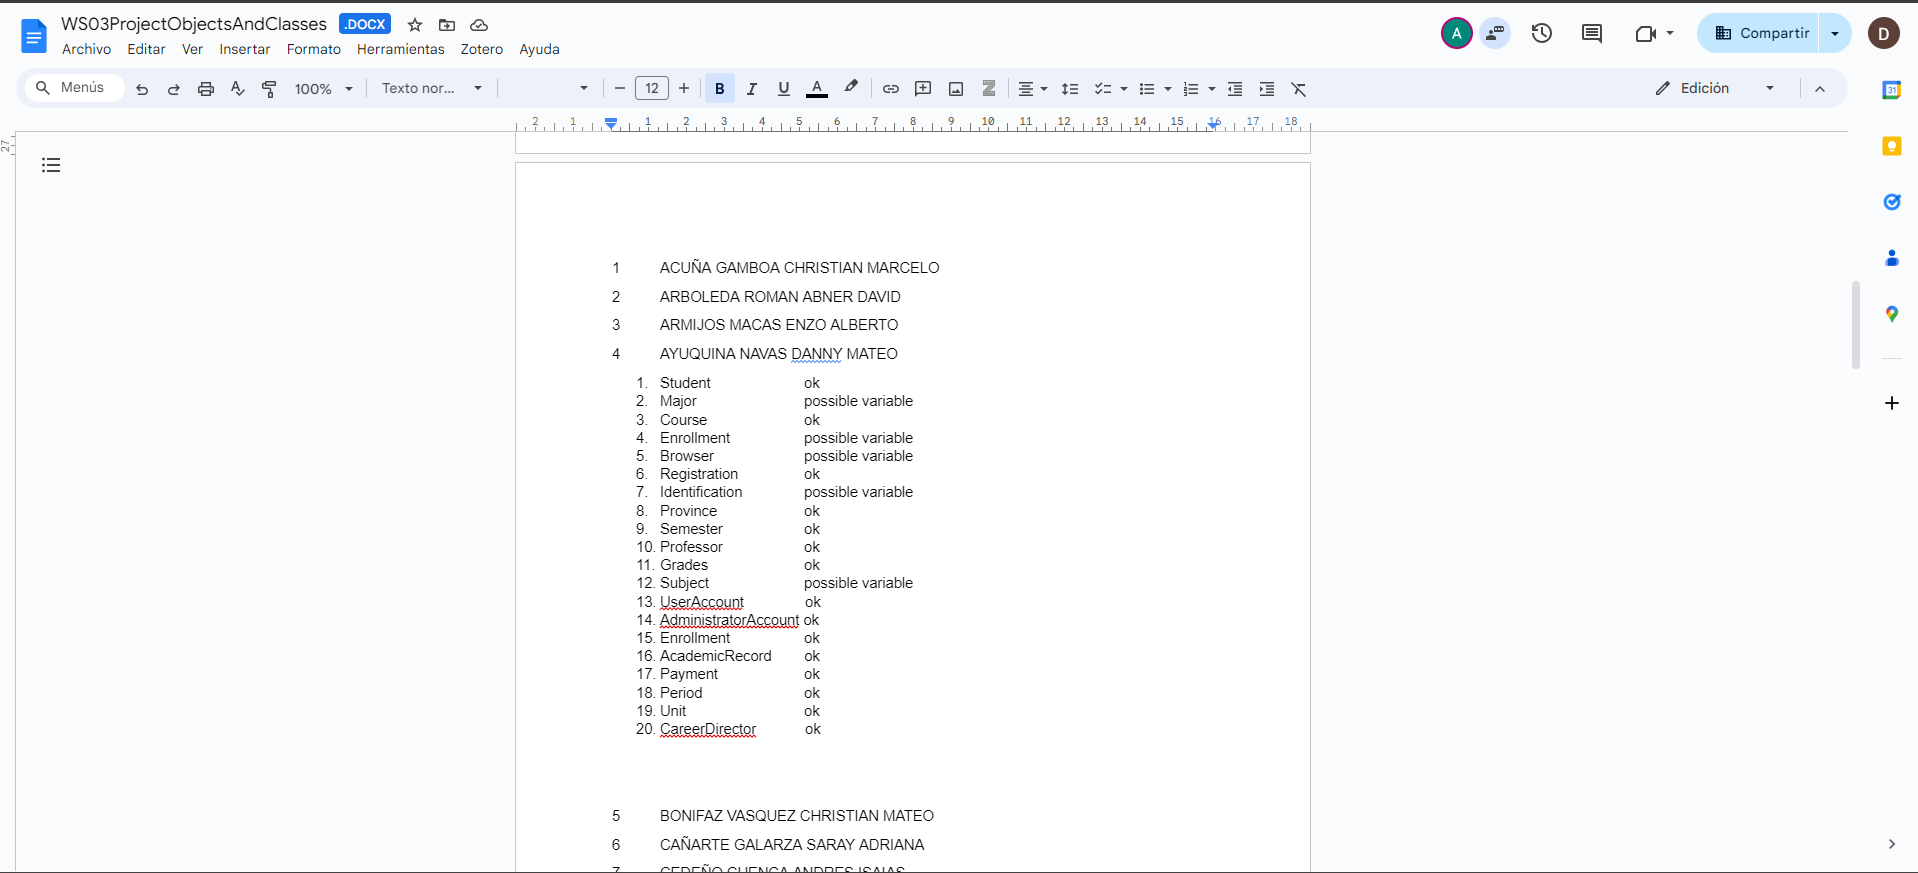 WS03ProjectObjectsAndClasses .DOCX
Archivo Editar Ver Insertar Formato Herramientas Zotero Ayuda
A
Compartir
D
Menús 100% Texto nor... 12 B I U A Edición
2 1 1 2 3 4 5 6 7 8 9 10 11 12 13 14 15 16 17 18
27
31
1 ACUÑA GAMBOA CHRISTIAN MARCELO
2 ARBOLEDA ROMAN ABNER DAVID
3 ARMIJOS MACAS ENZO ALBERTO
4 AYUQUINA NAVAS DANNY MATEO
1. Student ok
2. Major possible variable
3. Course ok
4. Enrollment possible variable
5. Browser possible variable
6. Registration ok
7. Identification possible variable
8. Province ok
9. Semester ok
10. Professor ok
11. Grades ok
12. Subject possible variable
13. UserAccount ok
14. AdministratorAccount ok
15. Enrollment ok
16. AcademicRecord ok
17. Payment ok
18. Period ok
19. Unit ok
20. CareerDirector ok
5 BONIFAZ VASQUEZ CHRISTIAN MATEO
6 CAÑARTE GALARZA SARAY ADRIANA
7 CEDEÑO CUENCA ANDRES ISAIAS